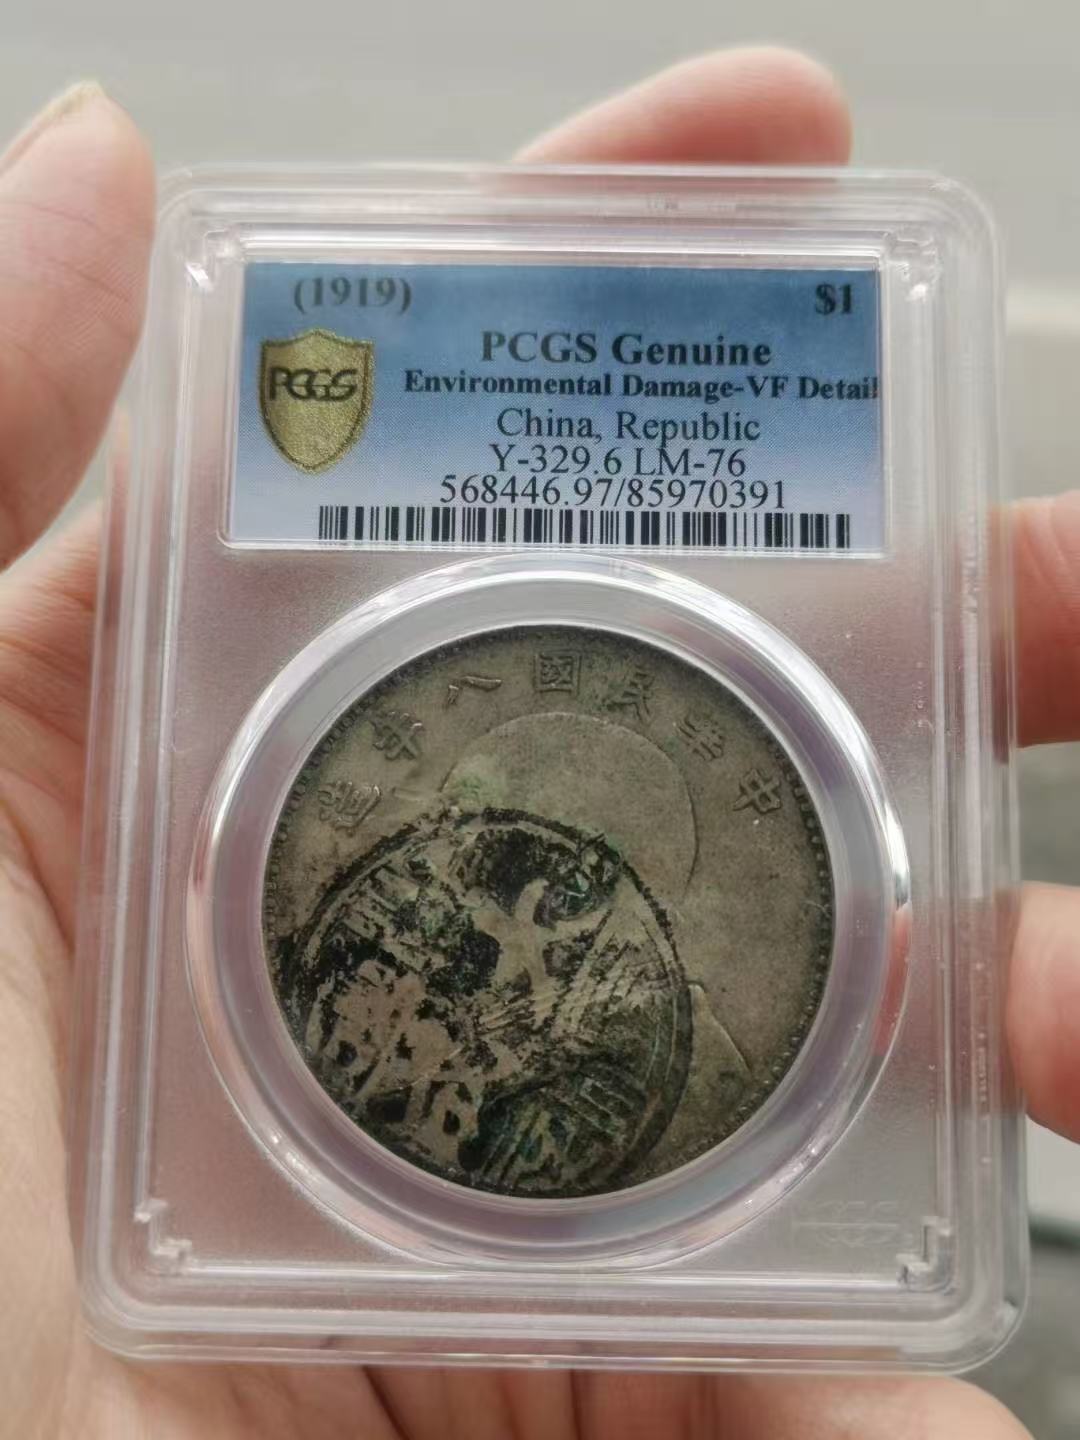 (1919) $1
PCGS Genuine
PCGS
Environmental Damage-VF Detail
China, Republic
Y-329.6 LM-76
568446.97/85970391
造年八國民華中